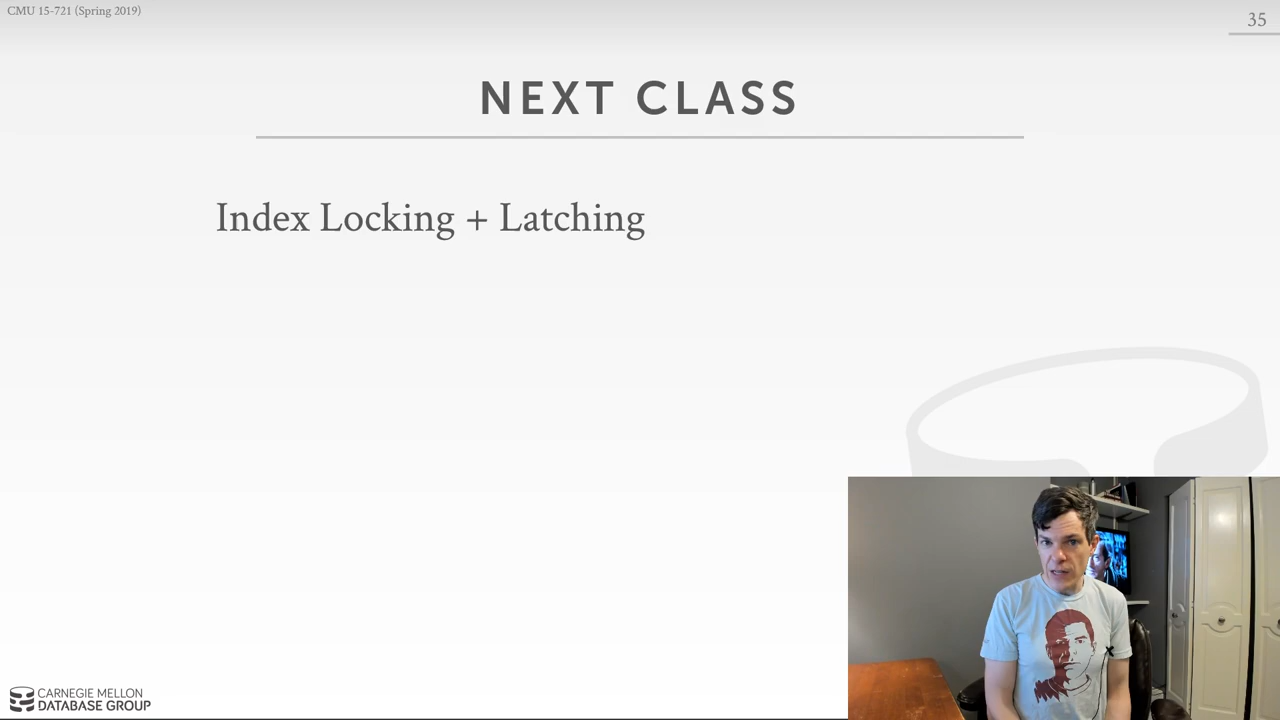 CMU 15-721 (Spring 2019)
35
NEXT CLASS
Index Locking + Latching
CARNEGIE MELLON
DATABASE GROUP